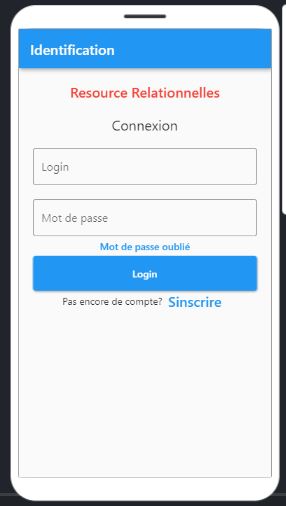 Identification
Resource Relationnelles
Connexion
Login
Mot de passe
Mot de passe oublié
Login
Pas encore de compte? Sinscrire